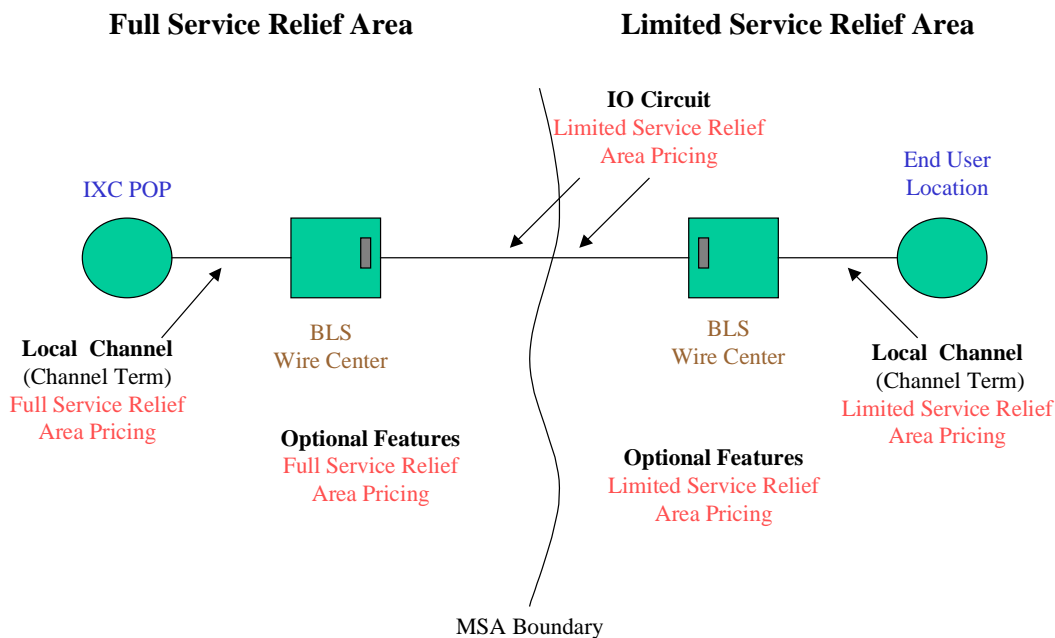 Full Service Relief Area
Limited Service Relief Area
IO Circuit
Limited Service Relief
Area Pricing
IXC POP
End User
Location
BLS
Wire Center
BLS
Wire Center
Local Channel
(Channel Term)
Full Service Relief
Area Pricing
Local Channel
(Channel Term)
Limited Service Relief
Area Pricing
Optional Features
Full Service Relief
Area Pricing
Optional Features
Limited Service Relief
Area Pricing
MSA Boundary